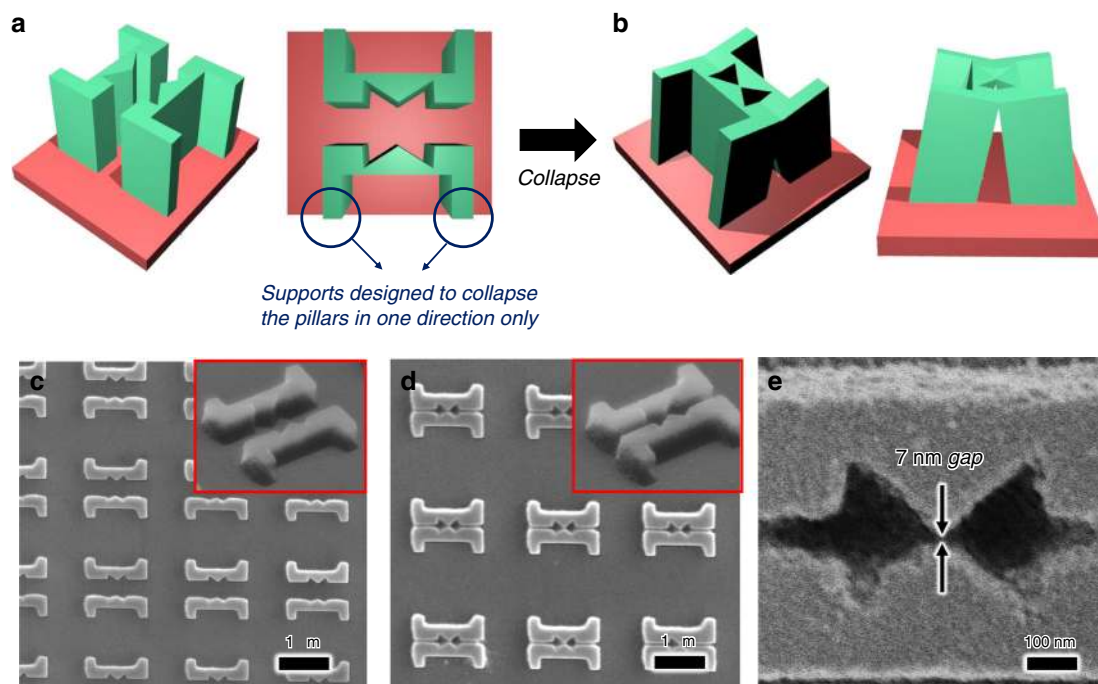 a
b
Collapse
Supports designed to collapse
the pillars in one direction only
c
d
e
7 nm gap
1 m
1 m
100 nm